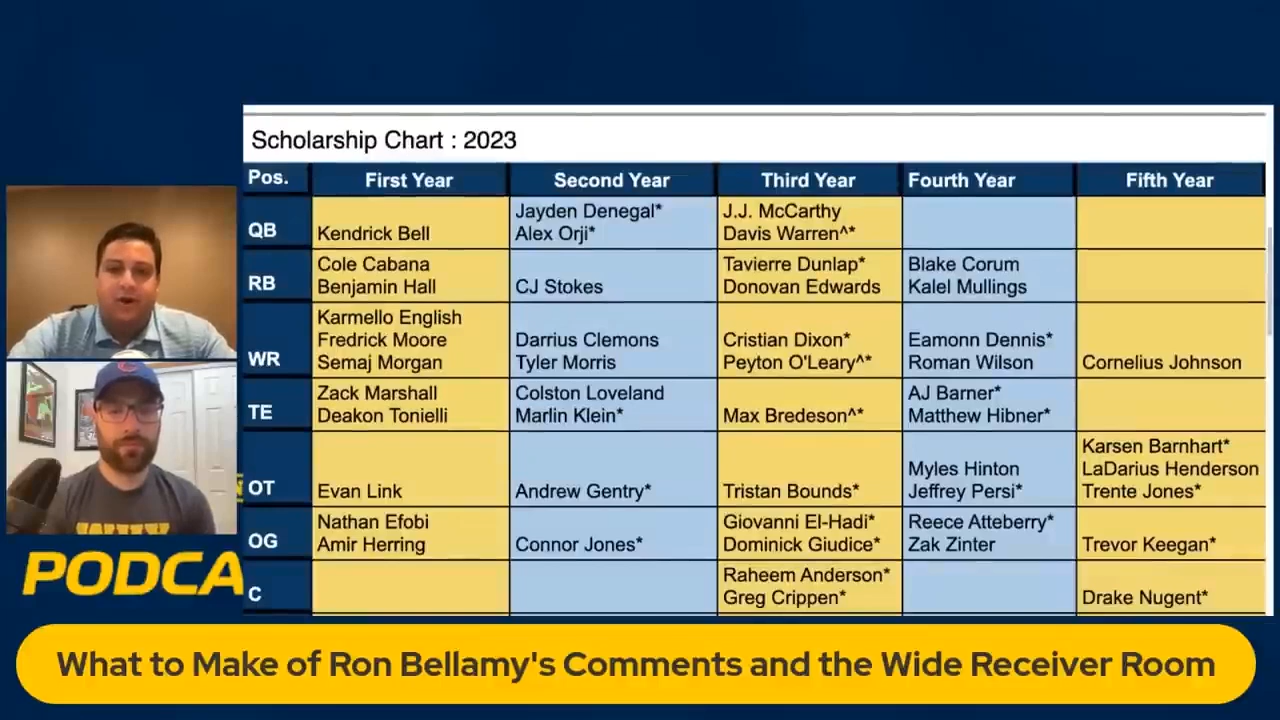 Scholarship Chart : 2023
Pos. First Year Second Year Third Year Fourth Year Fifth Year
Jayden Denegal* J.J. McCarthy
QB Kendrick Bell Alex Orji* Davis Warren^*
Cole Cabana Tavierre Dunlap* Blake Corum
RB Benjamin Hall CJ Stokes Donovan Edwards Kalel Mullings
Karmello English
Fredrick Moore Darrius Clemons Cristian Dixon* Eamonn Dennis*
WR Semaj Morgan Tyler Morris Peyton O'Leary^* Roman Wilson Cornelius Johnson
Zack Marshall Colston Loveland AJ Barner*
TE Deakon Tonielli Marlin Klein* Max Bredeson^* Matthew Hibner*
Karsen Barnhart*
Myles Hinton LaDarius Henderson
OT Evan Link Andrew Gentry* Tristan Bounds* Jeffrey Persi* Trente Jones*
Nathan Efobi Giovanni El-Hadi* Reece Atteberry*
OG Amir Herring Connor Jones* Dominick Giudice* Zak Zinter Trevor Keegan*
Raheem Anderson*
C Greg Crippen* Drake Nugent*
PODCA
What to Make of Ron Bellamy's Comments and the Wide Receiver Room